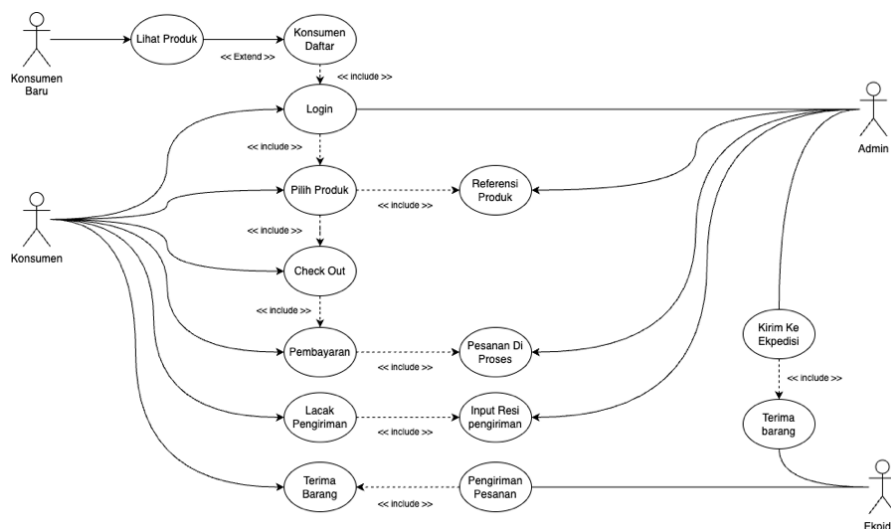 Konsumen
Baru
Lihat Produk
<< Extend >>
Konsumen
Daftar
<< include >>
Login
Admin
<< include >>
Konsumen
Pilih Produk
<< include >>
Referensi
Produk
<< include >>
Check Out
<< include >>
Pembayaran
<< include >>
Pesanan Di
Proses
Kirim Ke
Ekpedisi
<< include >>
Lacak
Pengiriman
<< include >>
Input Resi
pengiriman
Terima
barang
Terima
Barang
<< include >>
Pengiriman
Pesanan